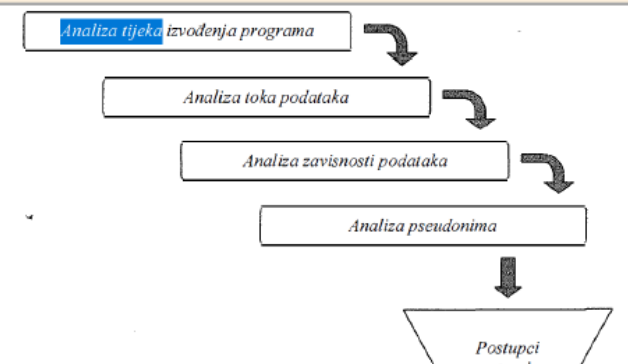 Analiza tijeka izvođenja programa
Analiza toka podataka
Analiza zavisnosti podataka
Analiza pseudonima
Postupci